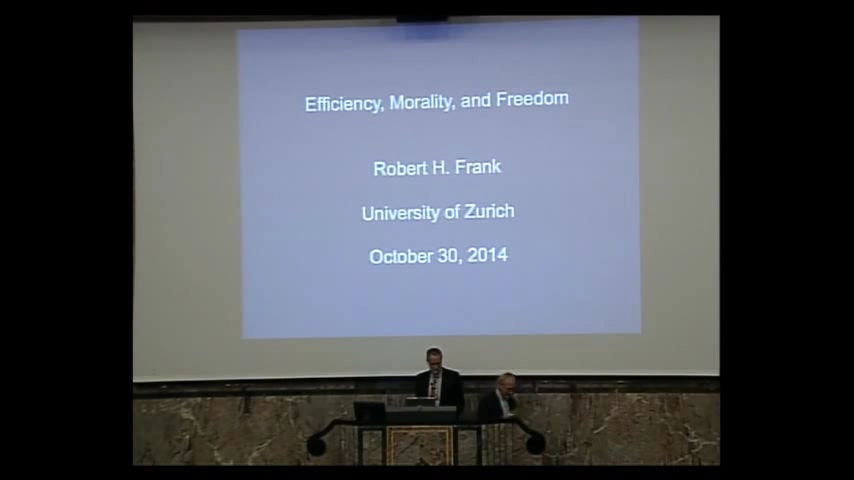 Efficiency, Morality, and Freedom
Robert H. Frank
University of Zurich
October 30, 2014